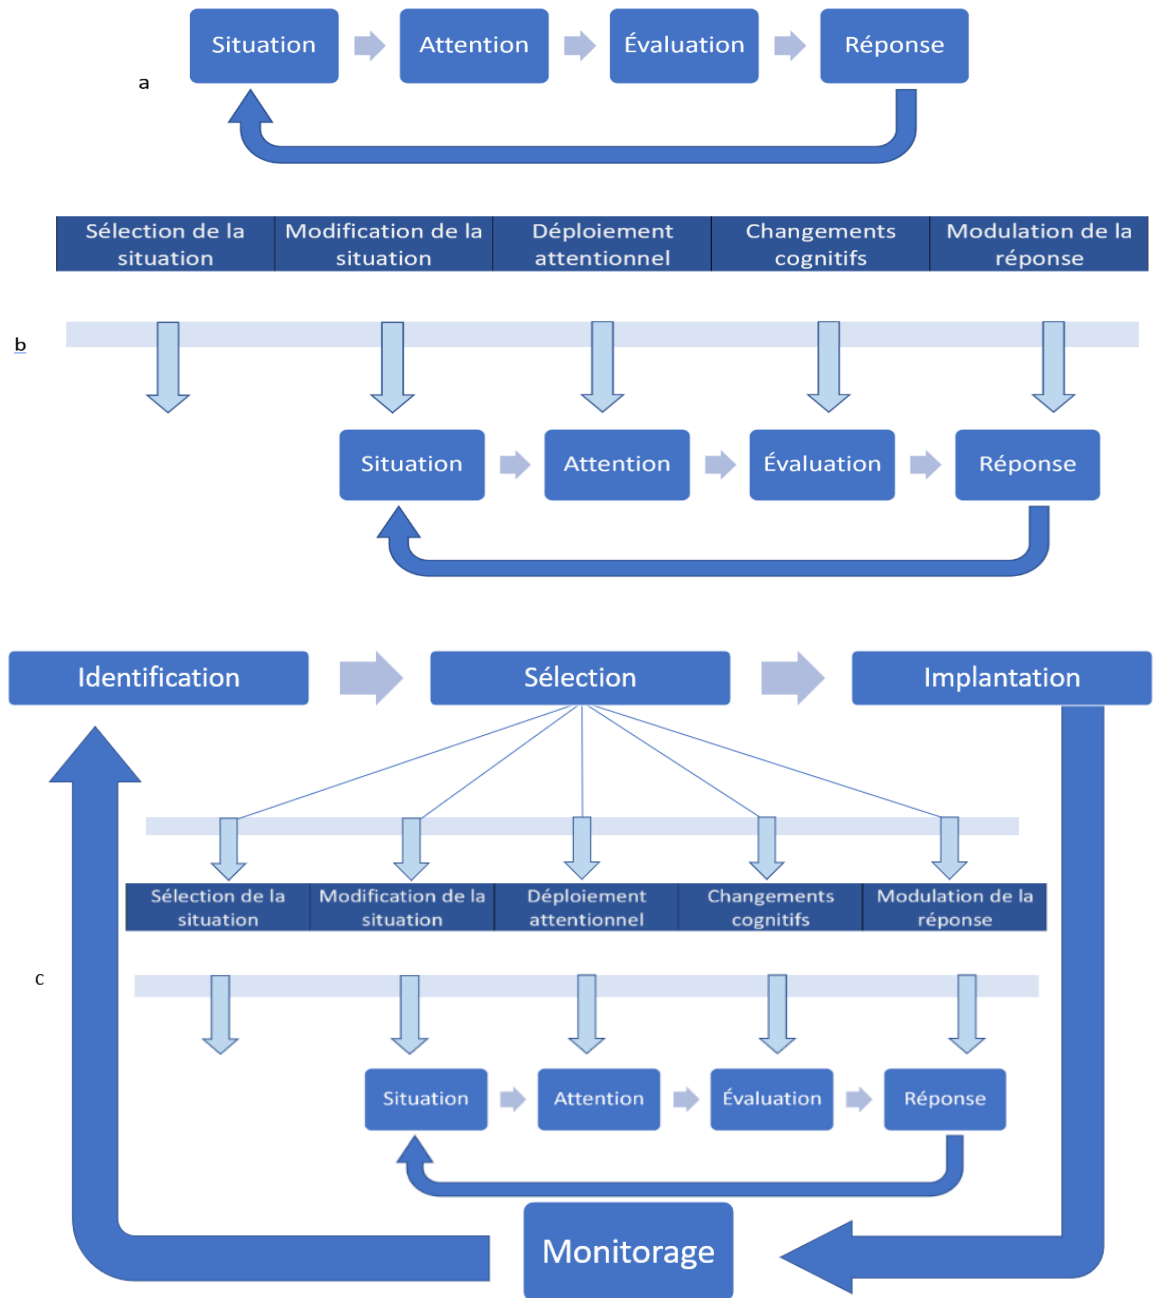 Situation
Attention
Évaluation
Réponse
a
Sélection de la
situation
Modification de la
situation
Déploiement
attentionnel
Changements
cognitifs
Modulation de la
réponse
b
Situation
Attention
Évaluation
Réponse
Identification
Sélection
Implantation
Sélection de la
situation
Modification de la
situation
Déploiement
attentionnel
Changements
cognitifs
Modulation de la
réponse
c
Situation
Attention
Évaluation
Réponse
Monitorage